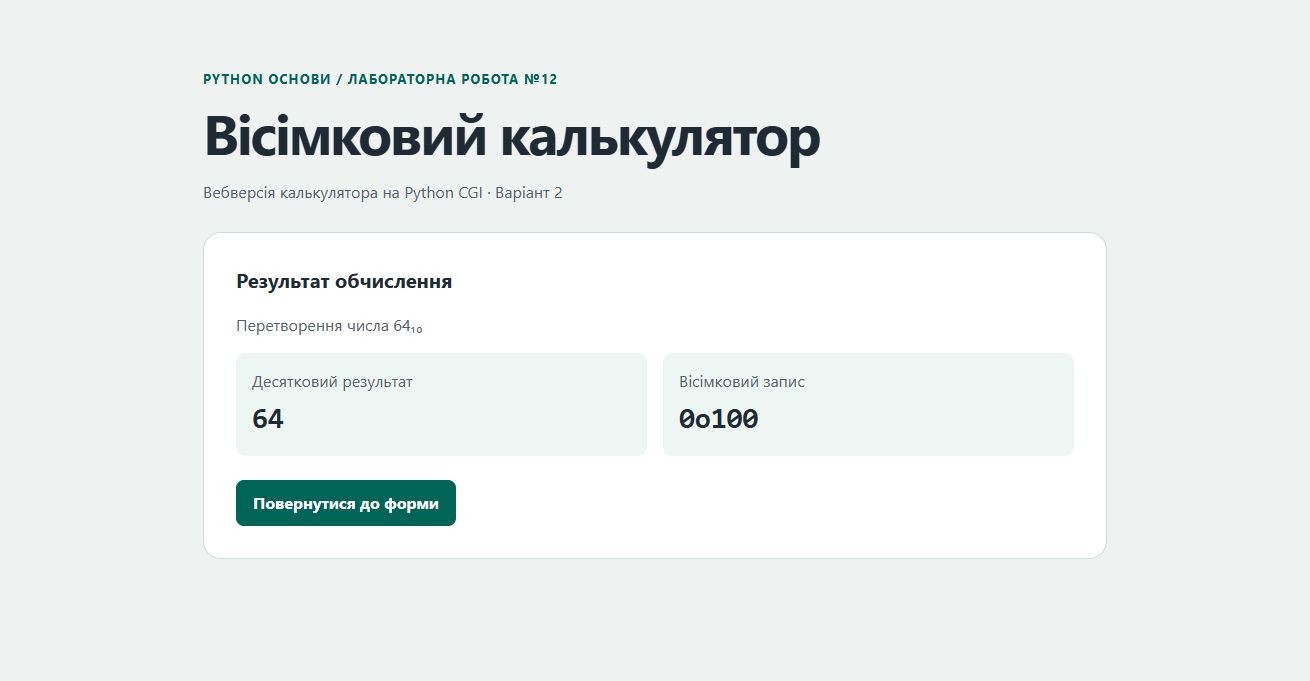 PYTHON ОСНОВИ / ЛАБОРАТОРНА РОБОТА №12
Вісімковий калькулятор
Вебверсія калькулятора на Python CGI · Варіант 2
Результат обчислення
Перетворення числа 64₁₀
Десятковий результат
64
Вісімковий запис
0o100
Повернутися до форми